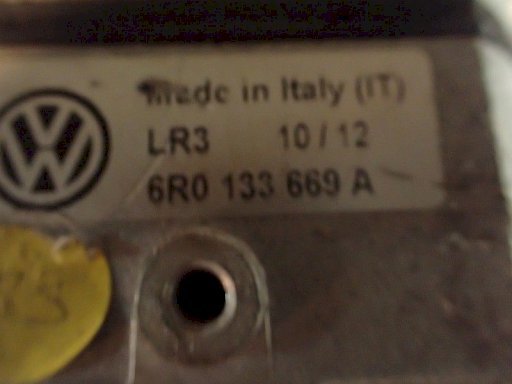 Made in Italy (IT)
LR3 10/12
6R0 133 669 A